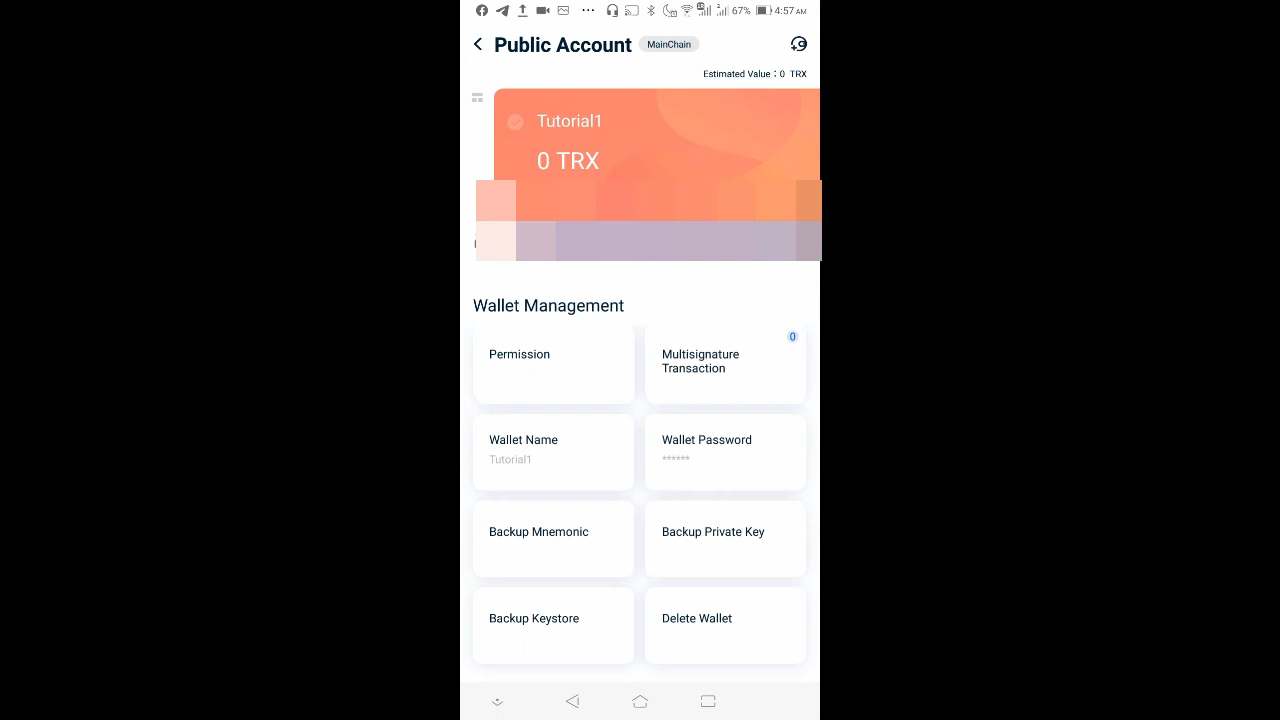 67% 4:57 AM
Public Account MainChain
Estimated Value：0 TRX
Tutorial1
0 TRX
Wallet Management
0
Permission
Multisignature
Transaction
Wallet Name
Tutorial1
Wallet Password
******
Backup Mnemonic
Backup Private Key
Backup Keystore
Delete Wallet